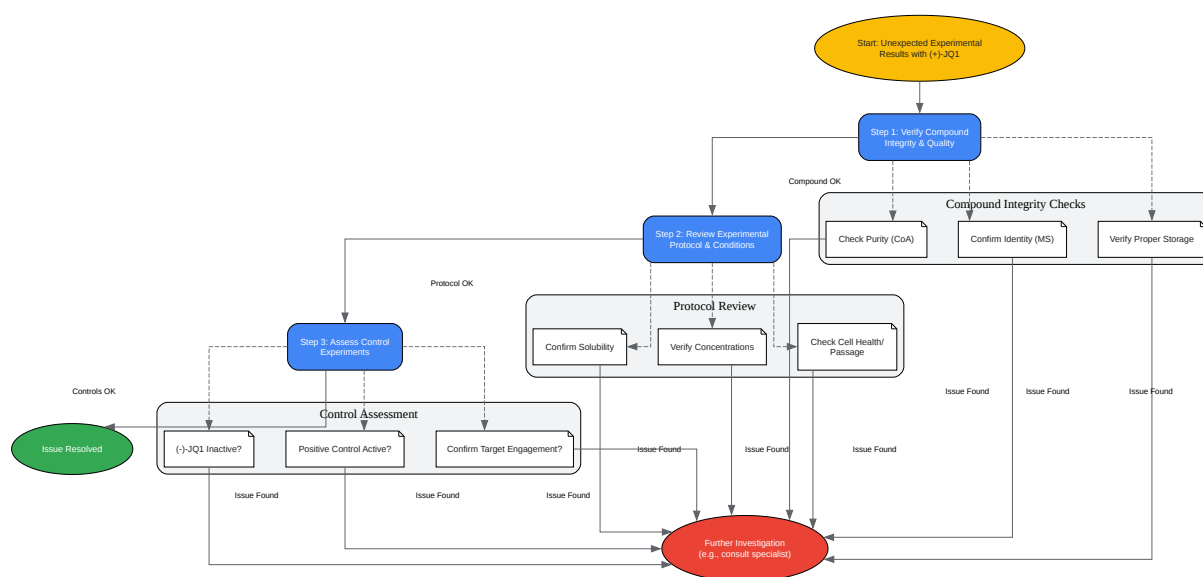 Start: Unexpected Experimental
Results with (+)-JQ1
Step 1: Verify Compound
Integrity & Quality
Compound OK
Compound Integrity Checks
Check Purity (CoA)
Confirm Identity (MS)
Verify Proper Storage
Step 2: Review Experimental
Protocol & Conditions
Protocol OK
Protocol Review
Confirm Solubility
Verify Concentrations
Check Cell Health/
Passage
Step 3: Assess Control
Experiments
Controls OK
Issue Found
Issue Found
Issue Found
Control Assessment
Issue Resolved
(-)-JQ1 Inactive?
Positive Control Active?
Confirm Target Engagement?
Issue Found
Issue Found
Issue Found
Issue Found
Issue Found
Issue Found
Further Investigation
(e.g., consult specialist)